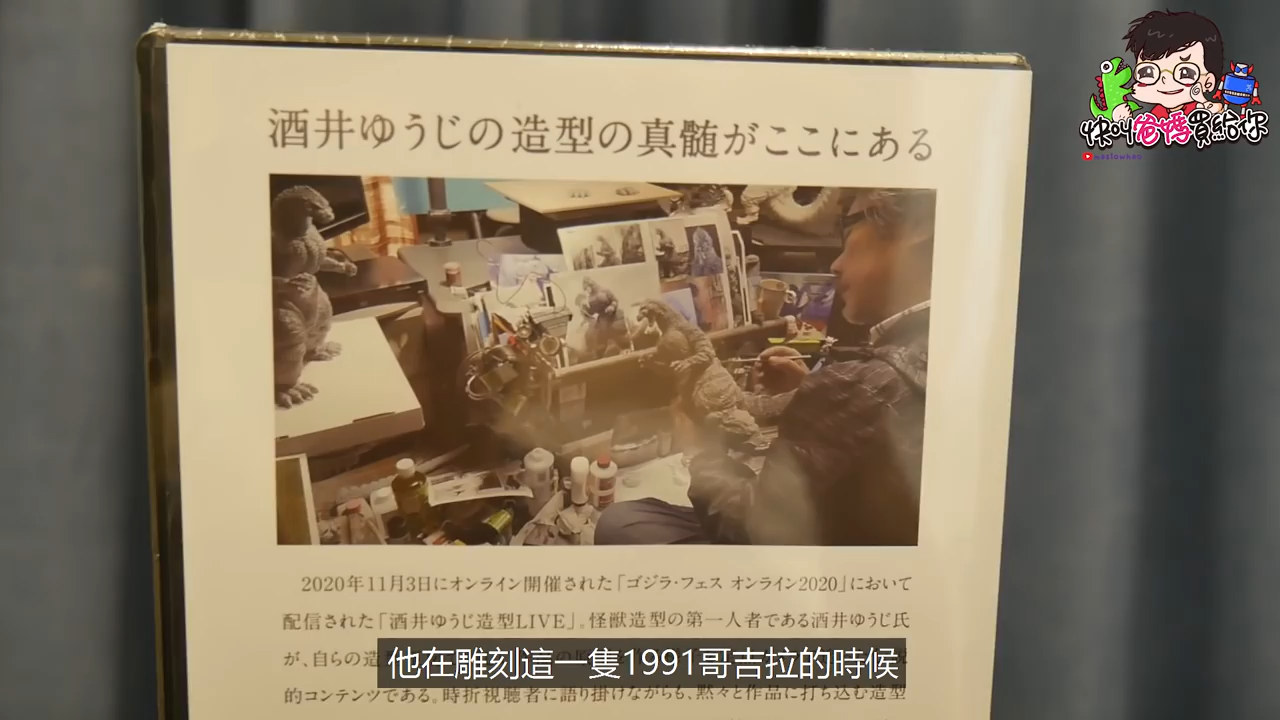 酒井ゆうじの造型の真髄がここにある
快叫爸媽買給你
2020年11月3日にオンライン開催された「ゴジラ・フェス オンライン2020」において
配信された「酒井ゆうじ造型LIVE」。怪獣造型の第一人者である酒井ゆうじ氏
が、自らの造
他在雕刻這一隻1991哥吉拉的時候
的コンテンツである。時折視聴者に語り掛けながらも、黙々と作品に打ち込む造型